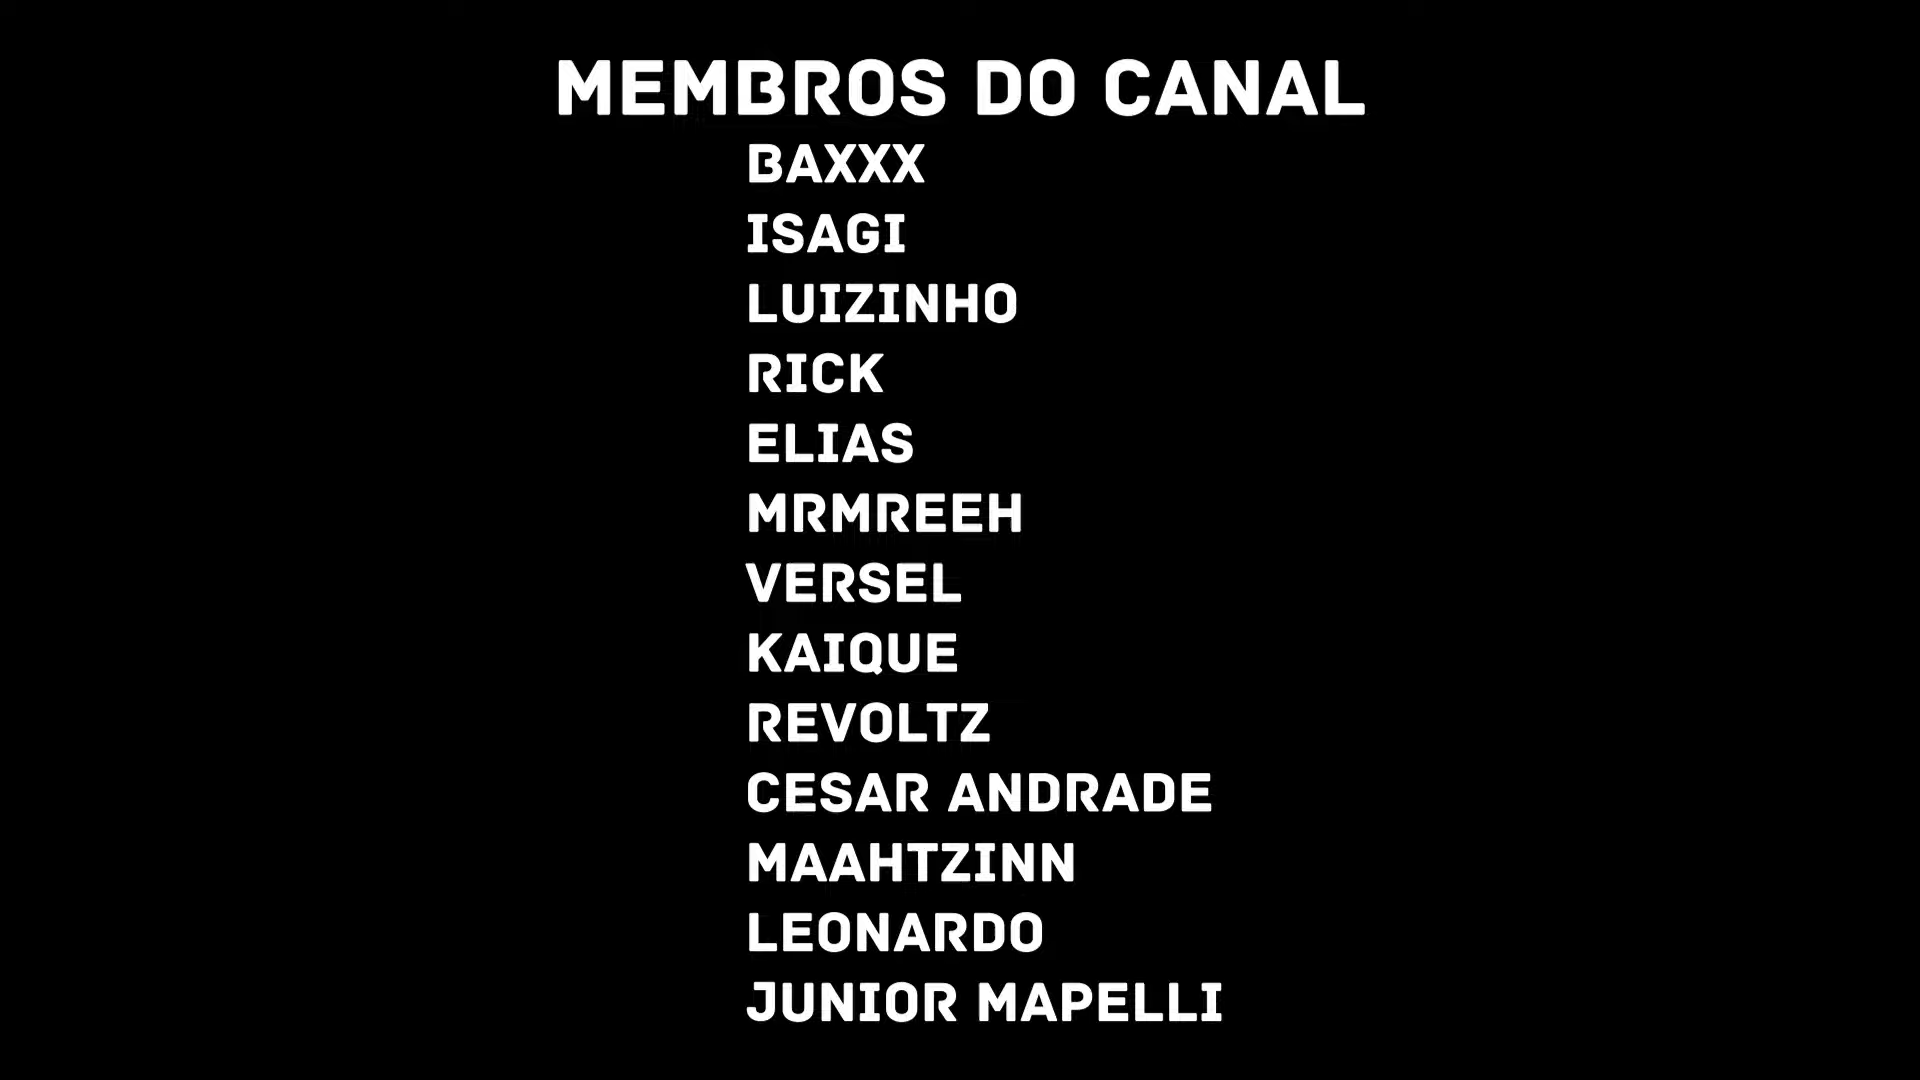 MEMBROS DO CANAL
BAXXX
ISAGI
LUIZINHO
RICK
ELIAS
MRMREEH
VERSEL
KAIQUE
REVOLTZ
CESAR ANDRADE
MAAHTZINN
LEONARDO
JUNIOR MAPELLI